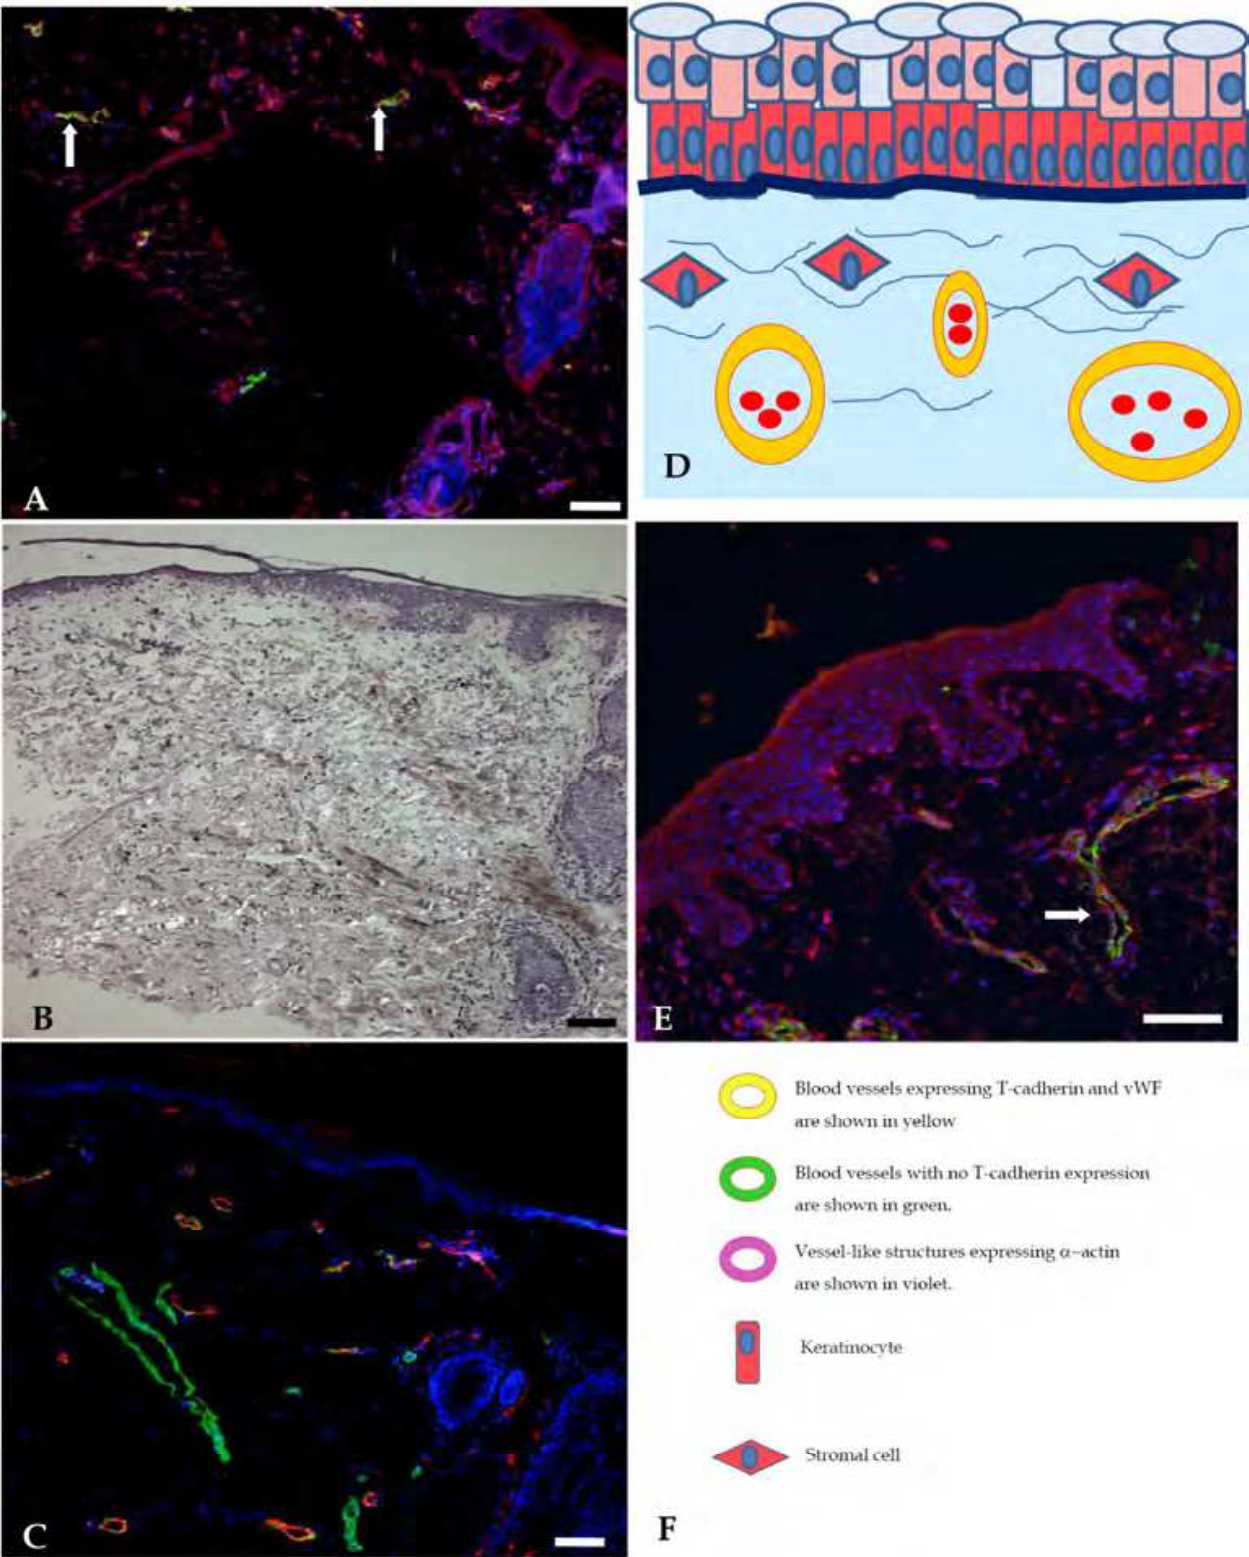 A
D
B
E
Blood vessels expressing T-cadherin and vWF
are shown in yellow
Blood vessels with no T-cadherin expression
are shown in green.
Vessel-like structures expressing α–actin
are shown in violet.
Keratinocyte
Stromal cell
C
F